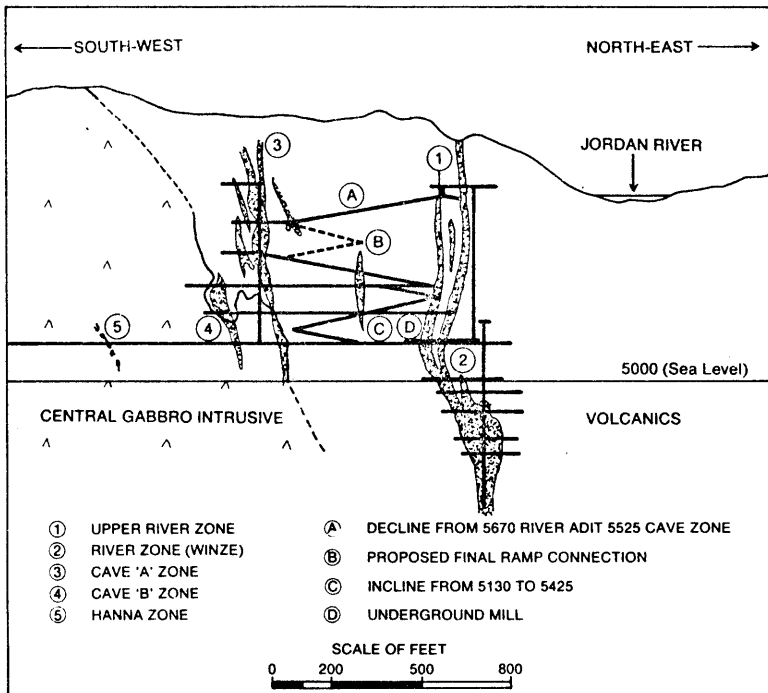 SOUTH-WEST
NORTH-EAST
3
1
JORDAN RIVER
A
B
5
4
C
D
2
5000 (Sea Level)
CENTRAL GABBRO INTRUSIVE
VOLCANICS
1 UPPER RIVER ZONE
2 RIVER ZONE (WINZE)
3 CAVE 'A' ZONE
4 CAVE 'B' ZONE
5 HANNA ZONE
A DECLINE FROM 5670 RIVER ADIT 5525 CAVE ZONE
B PROPOSED FINAL RAMP CONNECTION
C INCLINE FROM 5130 TO 5425
D UNDERGROUND MILL
SCALE OF FEET
0 200 500 800